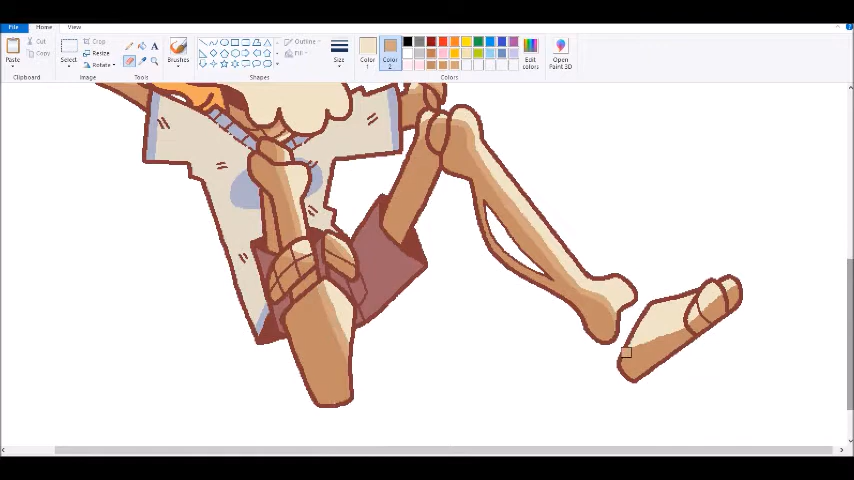 File Home View
Cut
Copy
Paste
Clipboard
Select
Crop
Resize
Rotate
Image
A
Tools
Brushes
Outline
Fill
Shapes
Size
Color 1
Color 2
Edit colors
Colors
Open Paint 3D